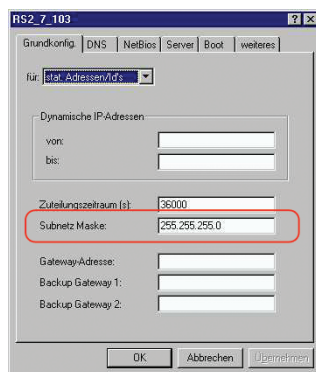 RS2_7_103
Grundkonfig. DNS NetBios Server Boot weiteres
für: stat. Adressen/Id's
Dynamische IP-Adressen
von:
bis:
Zuteilungszeitraum (s): 36000
Subnetz Maske: 255.255.255.0
Gateway-Adresse:
Backup Gateway 1:
Backup Gateway 2:
OK Abbrechen Übernehmen